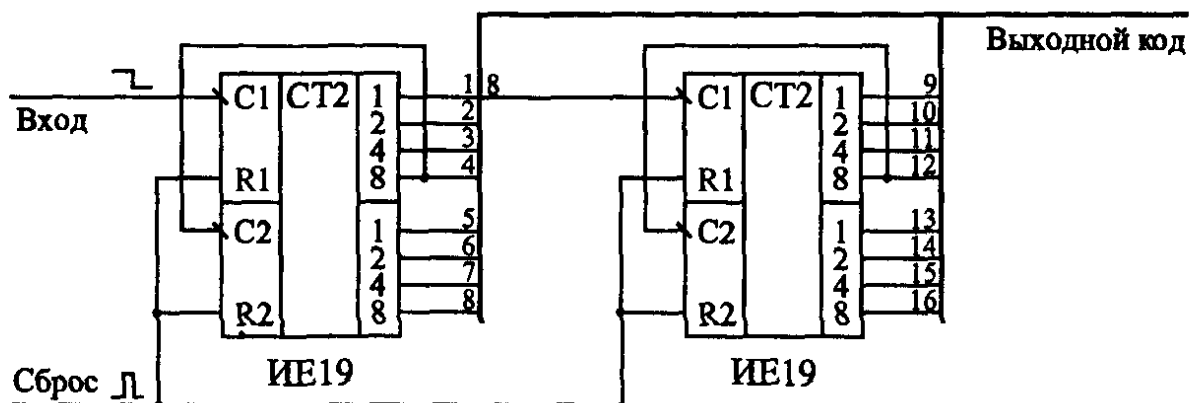 Выходной код
Вход
C1 CT2 1 1 8
2 2
4 3
R1 8 4
C2 1 5
2 6
4 7
R2 8 8
ИЕ19
C1 CT2 1 9
2 10
4 11
R1 8 12
C2 1 13
2 14
4 15
R2 8 16
ИЕ19
Сброс